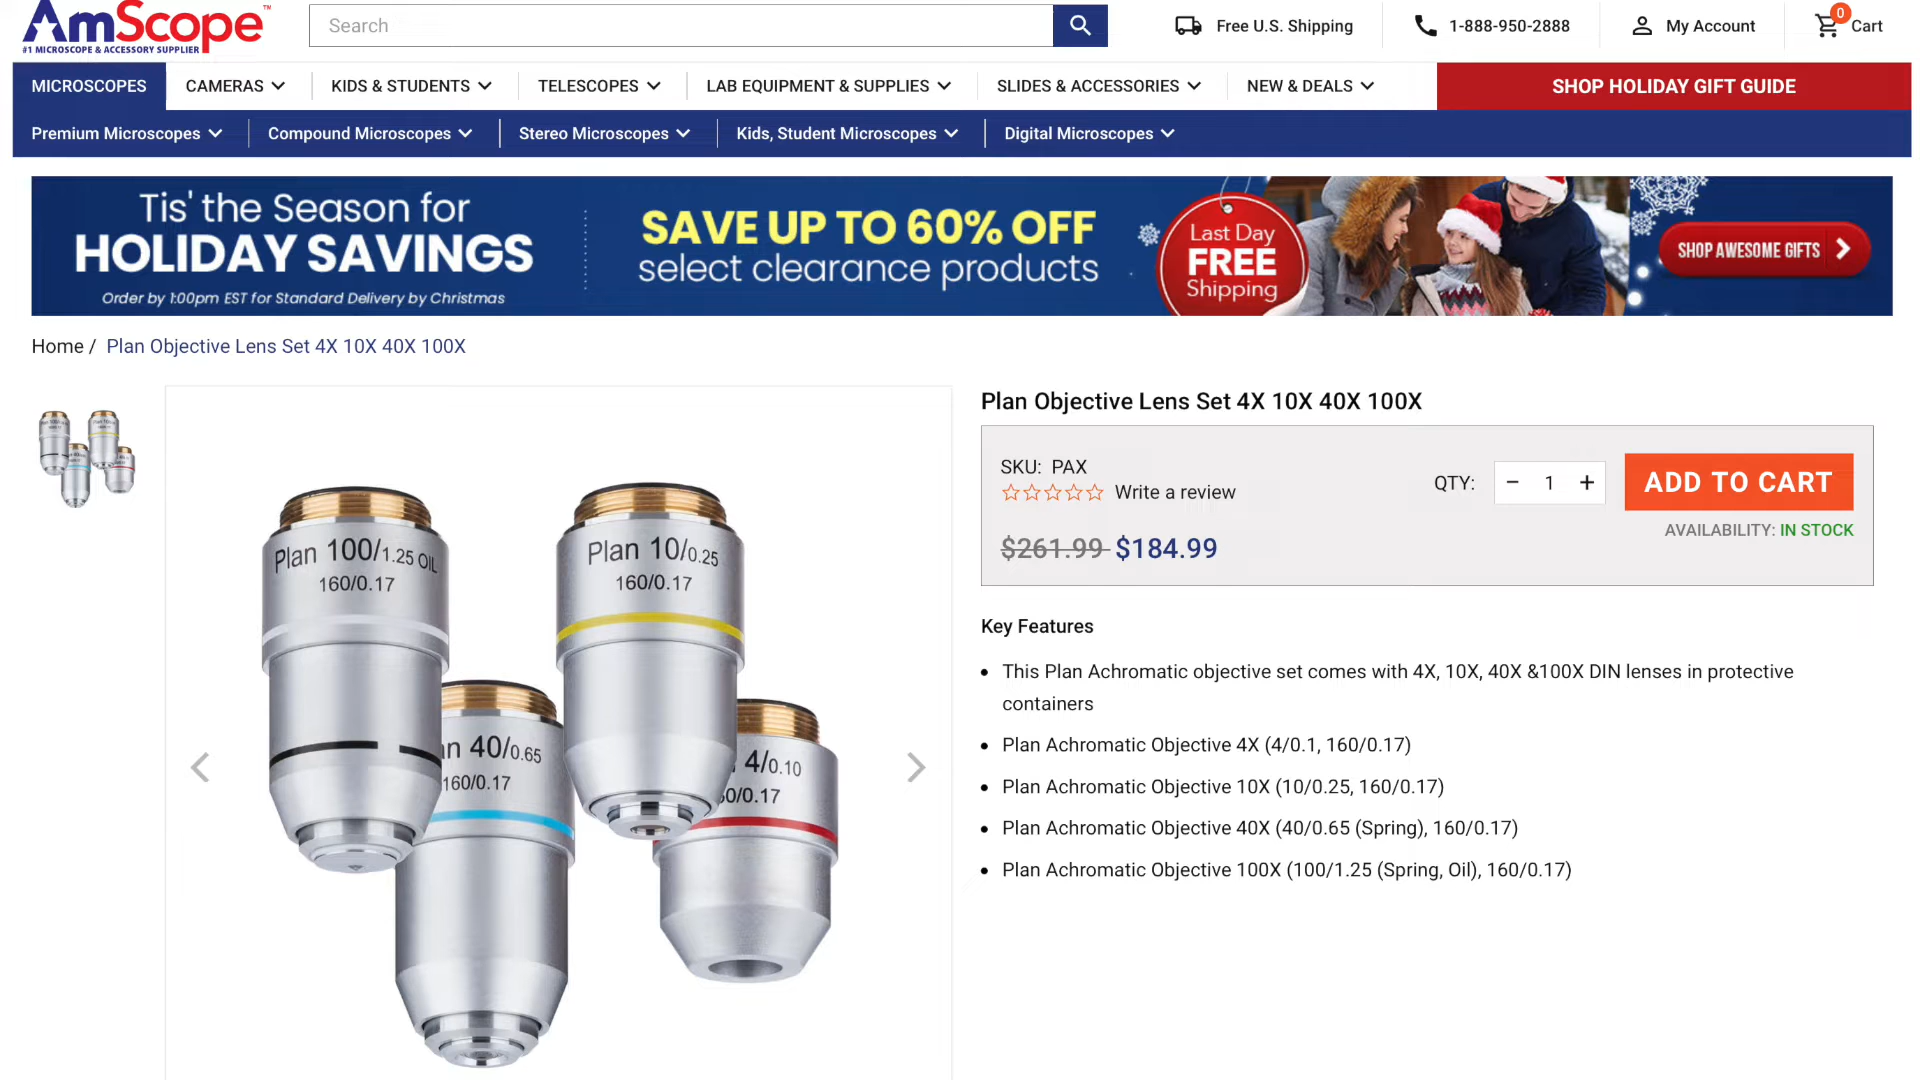 AmScope™
#1 MICROSCOPE & ACCESSORY SUPPLIER
Search
Free U.S. Shipping
1-888-950-2888
My Account
0
Cart
MICROSCOPES
CAMERAS
KIDS & STUDENTS
TELESCOPES
LAB EQUIPMENT & SUPPLIES
SLIDES & ACCESSORIES
NEW & DEALS
SHOP HOLIDAY GIFT GUIDE
Premium Microscopes
Compound Microscopes
Stereo Microscopes
Kids, Student Microscopes
Digital Microscopes
Tis' the Season for
HOLIDAY SAVINGS
Order by 1:00pm EST for Standard Delivery by Christmas
SAVE UP TO 60% OFF
select clearance products
Last Day
FREE
Shipping
SHOP AWESOME GIFTS
Home / Plan Objective Lens Set 4X 10X 40X 100X
Plan 100/1.25 OIL
160/0.17
Plan 10/0.25
160/0.17
n 40/0.65
160/0.17
4/0.10
0/0.17
Plan Objective Lens Set 4X 10X 40X 100X
SKU: PAX
Write a review
$261.99 $184.99
QTY: - 1 +
ADD TO CART
AVAILABILITY: IN STOCK
Key Features
• This Plan Achromatic objective set comes with 4X, 10X, 40X &100X DIN lenses in protective
containers
• Plan Achromatic Objective 4X (4/0.1, 160/0.17)
• Plan Achromatic Objective 10X (10/0.25, 160/0.17)
• Plan Achromatic Objective 40X (40/0.65 (Spring), 160/0.17)
• Plan Achromatic Objective 100X (100/1.25 (Spring, Oil), 160/0.17)